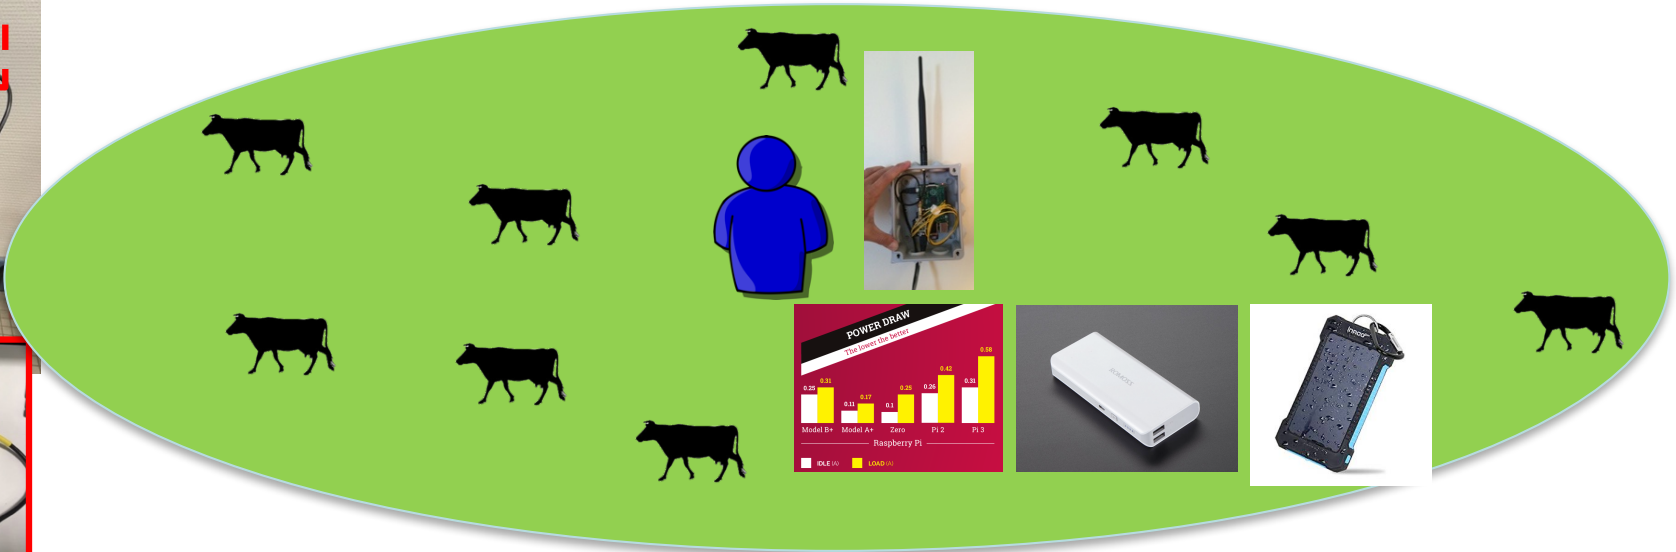 POWER DRAW
The lower the better
0.25 0.31 0.11 0.17 0.1 0.25 0.26 0.42 0.31 0.58
Model B+ Model A+ Zero Pi 2 Pi 3
Raspberry Pi
IDLE (A) LOAD (A)
ROMOSS